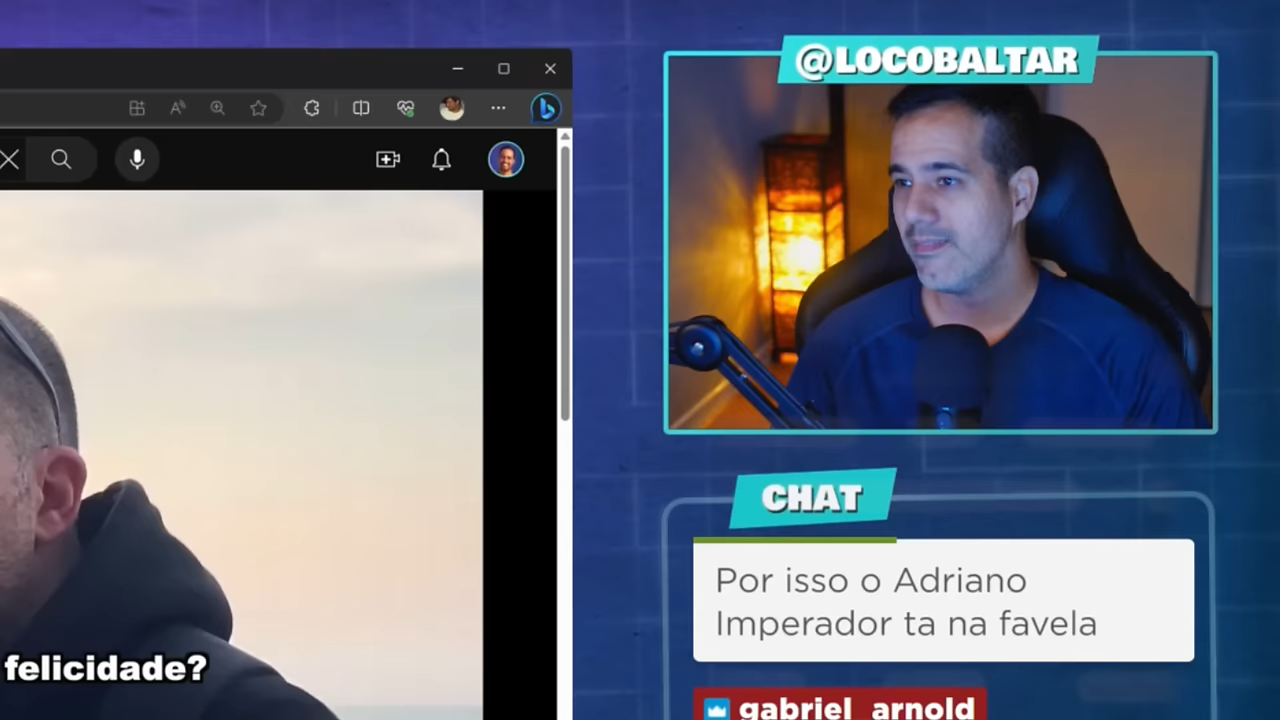 @LOCOBALTAR
felicidade?
CHAT
Por isso o Adriano
Imperador ta na favela
gabriel_arnold